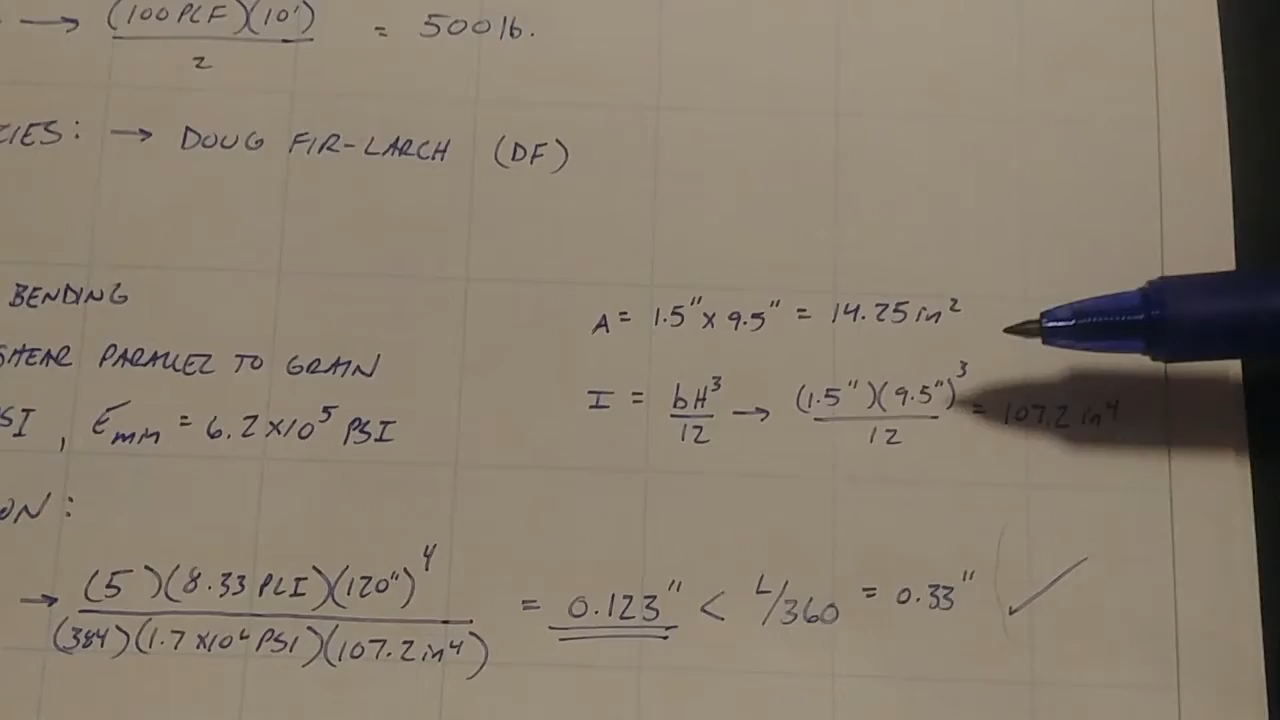 → (100 PLF)(10') / 2 = 500 lb.
CIES: → DOUG FIR-LARCH (DF)
BENDING
A = 1.5" x 9.5" = 14.25 in²
SHEAR PARALLEL TO GRAIN
I = bH³/12 → (1.5")(9.5")³/12 = 107.2 in⁴
SI, Emin = 6.2 x 10⁵ PSI
ON:
→ (5)(8.33 PLI)(120")⁴ / (384)(1.7 x 10⁶ PSI)(107.2 in⁴) = 0.123" < L/360 = 0.33" ✓